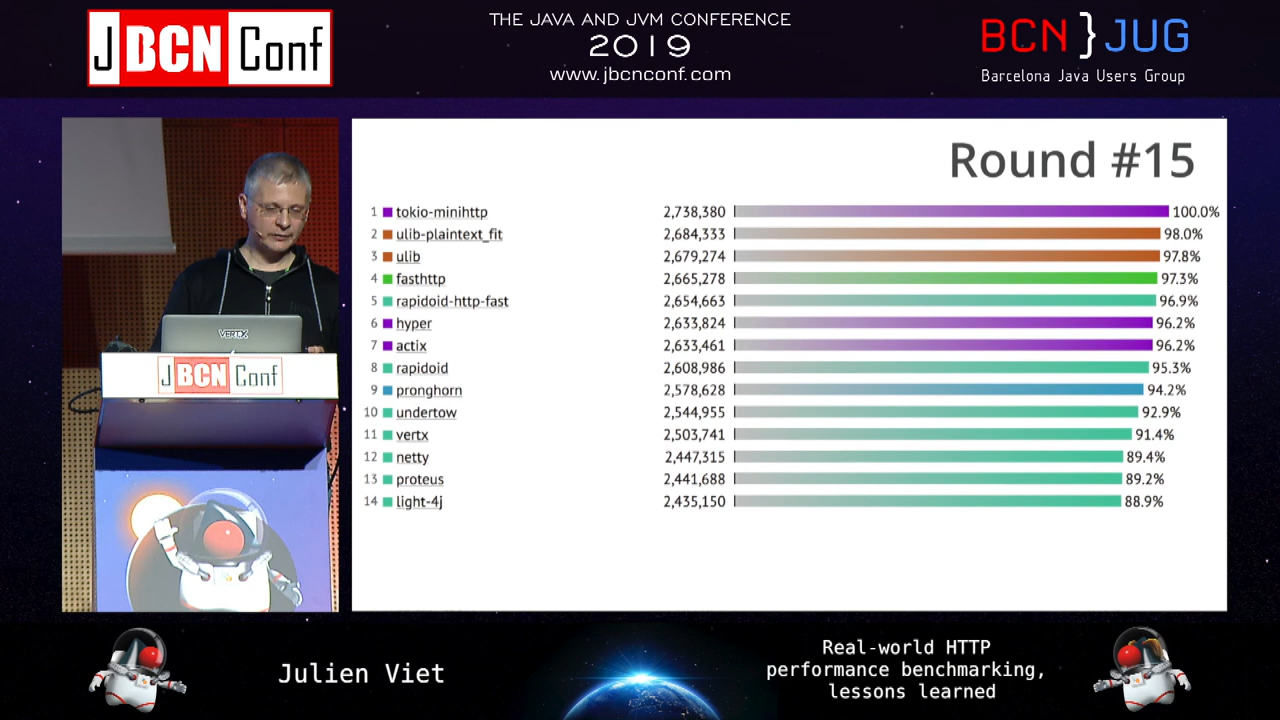 J BCN Conf
THE JAVA AND JVM CONFERENCE
2019
www.jbcnconf.com
BCN } JUG
Barcelona Java Users Group
Round #15
1 tokio-minihttp 2,738,380 100.0%
2 ulib-plaintext_fit 2,684,333 98.0%
3 ulib 2,679,274 97.8%
4 fasthttp 2,665,278 97.3%
5 rapidoid-http-fast 2,654,663 96.9%
6 hyper 2,633,824 96.2%
7 actix 2,633,461 96.2%
8 rapidoid 2,608,986 95.3%
9 pronghorn 2,578,628 94.2%
10 undertow 2,544,955 92.9%
11 vertx 2,503,741 91.4%
12 netty 2,447,315 89.4%
13 proteus 2,441,688 89.2%
14 light-4j 2,435,150 88.9%
VERT.X
J BCN Conf
Julien Viet
Real-world HTTP
performance benchmarking,
lessons learned